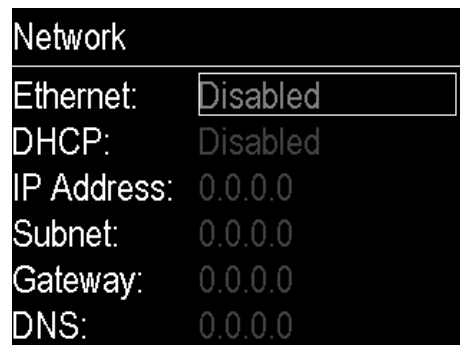 Network
Ethernet: Disabled
DHCP: Disabled
IP Address: 0.0.0.0
Subnet: 0.0.0.0
Gateway: 0.0.0.0
DNS: 0.0.0.0